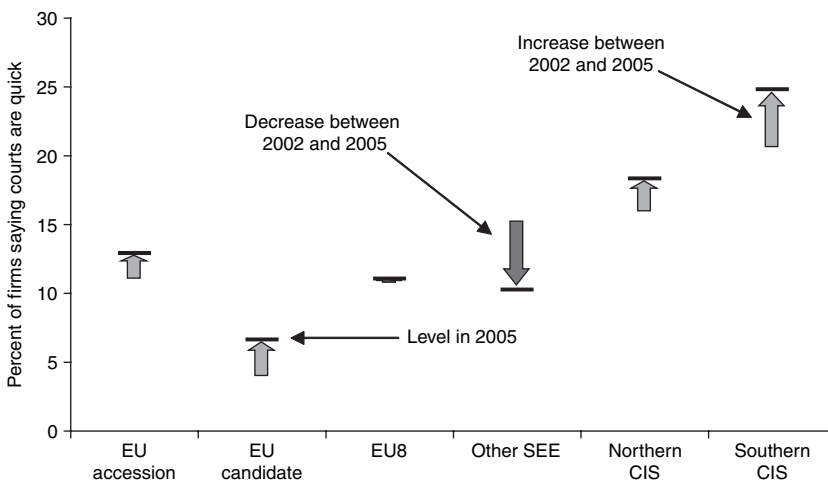 Percent of firms saying courts are quick
30
25
20
15
10
5
0
Increase between
2002 and 2005
Decrease between
2002 and 2005
Level in 2005
EU
accession
EU
candidate
EU8
Other SEE
Northern
CIS
Southern
CIS